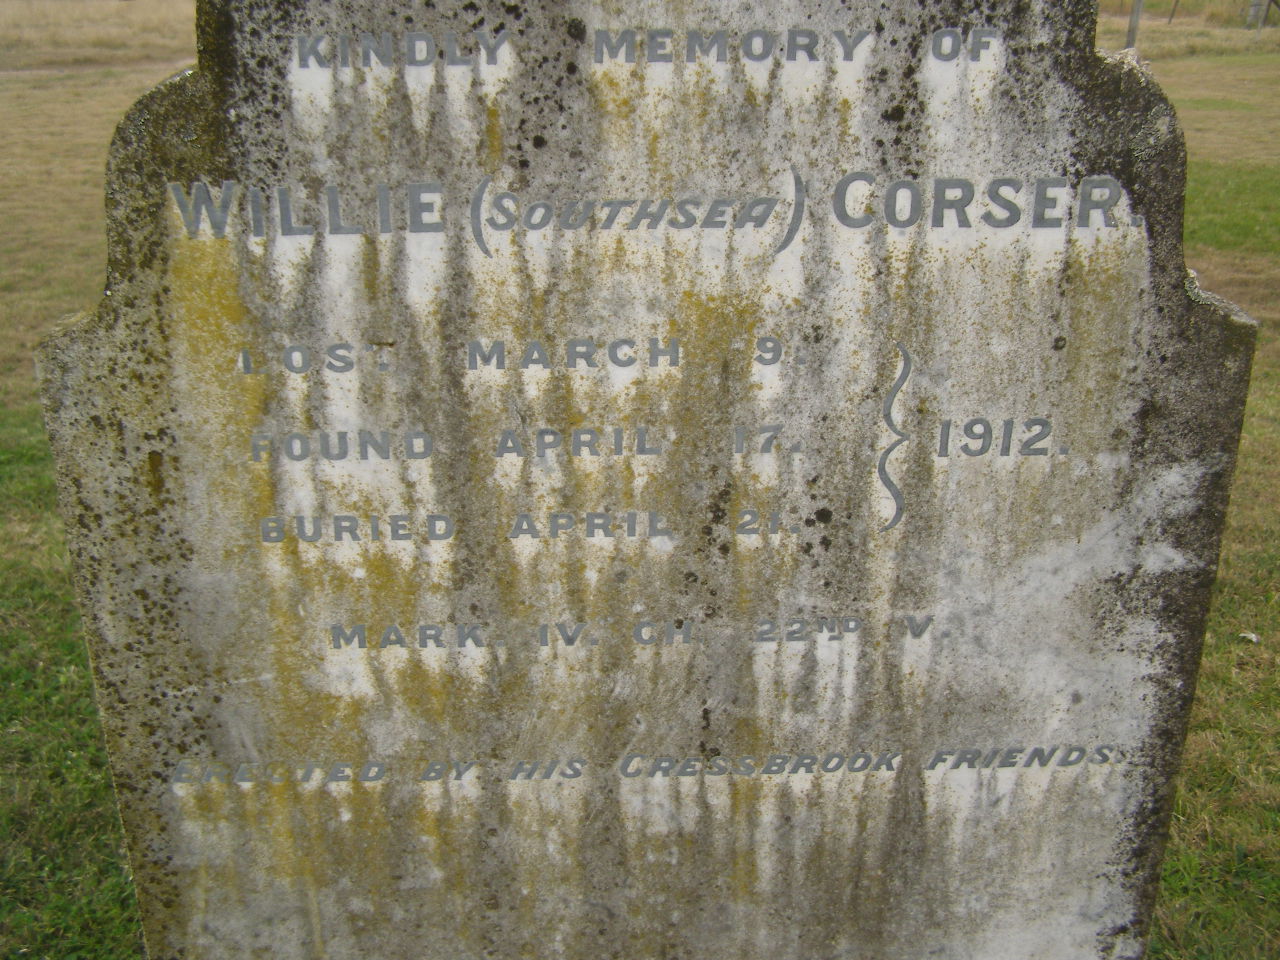 KINDLY MEMORY OF
WILLIE (SOUTHSEA) CORSER.
LOST. MARCH 9.
FOUND APRIL 17. } 1912.
BURIED APRIL 21.
MARK. IV. CH. 22ND V.
ERECTED BY HIS CRESSBROOK FRIENDS.